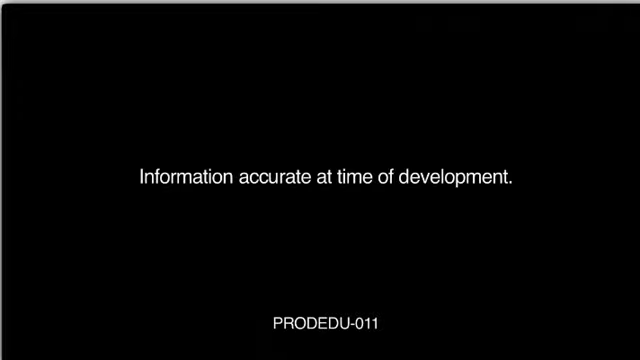 Information accurate at time of development.
PRODEDU-011